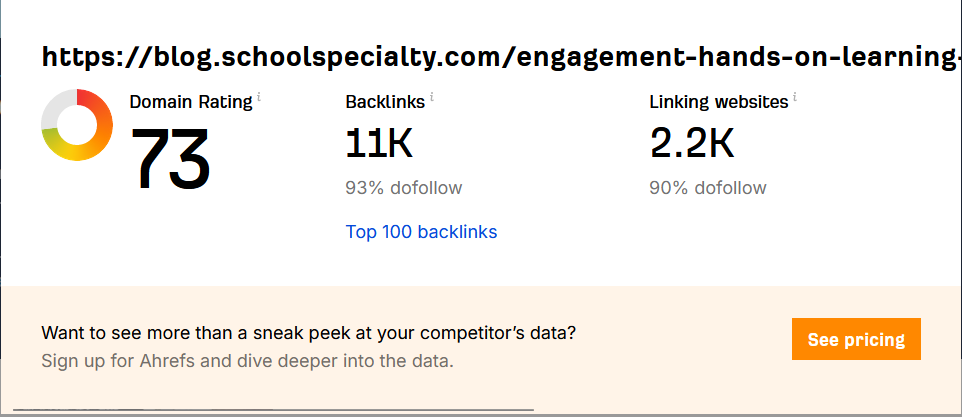 https://blog.schoolspecialty.com/engagement-hands-on-learning-
Domain Rating i
Backlinks i
Linking websites i
73
11K
2.2K
93% dofollow
90% dofollow
Top 100 backlinks
Want to see more than a sneak peek at your competitor’s data?
Sign up for Ahrefs and dive deeper into the data.
See pricing